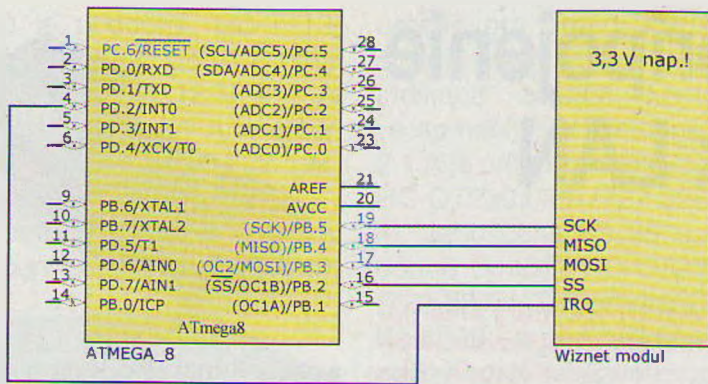 1 PC.6/RESET (SCL/ADC5)/PC.5 28
2 PD.0/RXD (SDA/ADC4)/PC.4 27
3 PD.1/TXD (ADC3)/PC.3 26
4 PD.2/INT0 (ADC2)/PC.2 25
5 PD.3/INT1 (ADC1)/PC.1 24
6 PD.4/XCK/T0 (ADC0)/PC.0 23
AREF 21
9 PB.6/XTAL1 AVCC 20
10 PB.7/XTAL2 (SCK)/PB.5 19
11 PD.5/T1 (MISO)/PB.4 18
12 PD.6/AIN0 (OC2/MOSI)/PB.3 17
13 PD.7/AIN1 (SS/OC1B)/PB.2 16
14 PB.0/ICP (OC1A)/PB.1 15
ATmega8
ATMEGA_8
3,3 V nap.!
SCK
MISO
MOSI
SS
IRQ
Wiznet modul